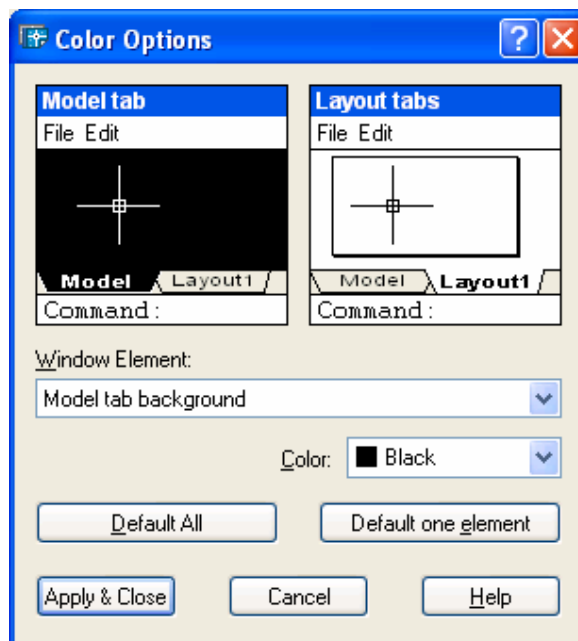 Color Options
Model tab
Layout tabs
File Edit
File Edit
Model Layout1
Model Layout1
Command:
Command:
Window Element:
Model tab background
Color: Black
Default All Default one element
Apply & Close Cancel Help